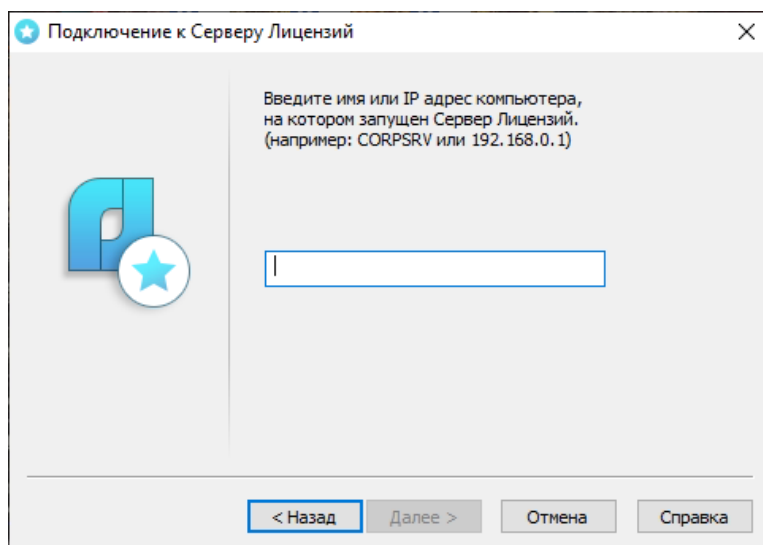 Подключение к Серверу Лицензий
Введите имя или IP адрес компьютера,
на котором запущен Сервер Лицензий.
(например: CORPSRV или 192.168.0.1)
< Назад
Далее >
Отмена
Справка